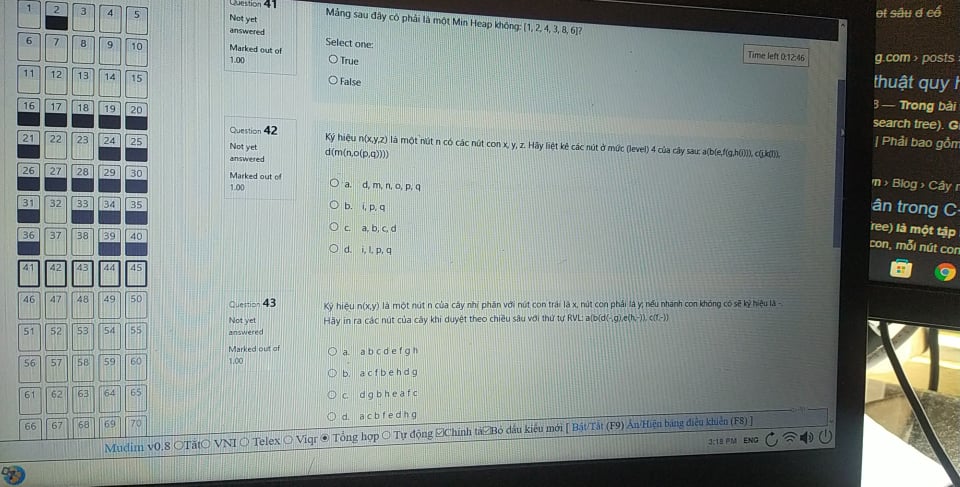 1 2 3 4 5
6 7 8 9 10
11 12 13 14 15
16 17 18 19 20
21 22 23 24 25
26 27 28 29 30
31 32 33 34 35
36 37 38 39 40
41 42 43 44 45
46 47 48 49 50
51 52 53 54 55
56 57 58 59 60
61 62 63 64 65
66 67 68 69 70
Question 41
Not yet
answered
Marked out of
1.00
Mảng sau đây có phải là một Min Heap không: [1, 2, 4, 3, 8, 6]?
Select one:
True
False
Time left 0:12:46
Question 42
Not yet
answered
Marked out of
1.00
Ký hiệu n(x,y,z) là một nút n có các nút con x, y, z. Hãy liệt kê các nút ở mức (level) 4 của cây sau: a(b(e,f(g,h(i))), c(j,k(l)),
d(m(n,o(p,q))))
a. d, m, n, o, p, q
b. i, p, q
c. a, b, c, d
d. i, l, p, q
Question 43
Not yet
answered
Marked out of
1.00
Ký hiệu n(x,y) là một nút n của cây nhị phân với nút con trái là x, nút con phải là y; nếu nhánh con không có sẽ ký hiệu là -.
Hãy in ra các nút của cây khi duyệt theo chiều sâu với thứ tự RVL: a(b(d(-,g),e(h,-)), c(f,-))
a. a b c d e f g h
b. a c f b e h d g
c. d g b h e a f c
d. a c b f e d h g
Mudim v0.8 Tắt VNI Telex Viqr Tổng hợp Tự động Chính tả Bỏ dấu kiểu mới [ Bật/Tắt (F9) Ẩn/Hiện bảng điều khiển (F8) ]
3:18 PM ENG
g.com › posts
thuật quy
— Trong bài
search tree). G
Phải bao gồm
› Blog › Cây
ân trong C
ree) là một tập
con, mỗi nút con